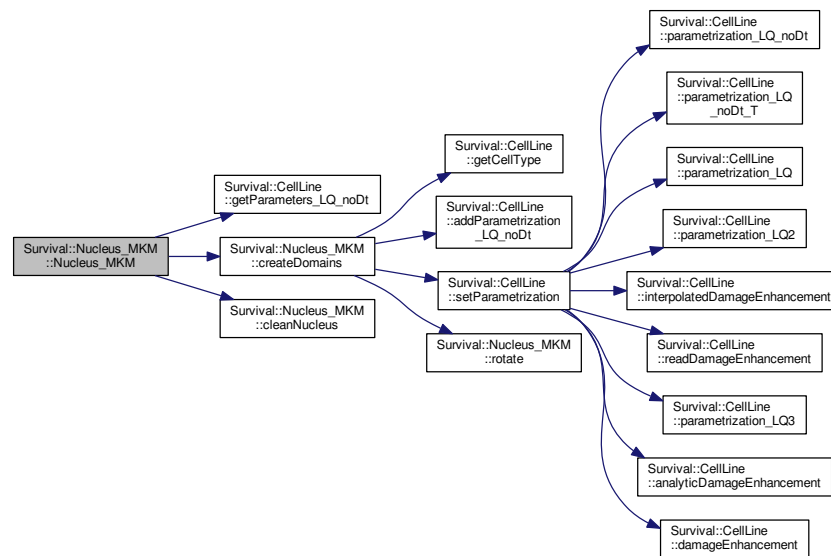 Survival::Nucleus_MKM
::Nucleus_MKM
Survival::CellLine
::getParameters_LQ_noDt
Survival::Nucleus_MKM
::createDomains
Survival::Nucleus_MKM
::cleanNucleus
Survival::CellLine
::getCellType
Survival::CellLine
::addParametrization
_LQ_noDt
Survival::CellLine
::setParametrization
Survival::Nucleus_MKM
::rotate
Survival::CellLine
::parametrization_LQ_noDt
Survival::CellLine
::parametrization_LQ
_noDt_T
Survival::CellLine
::parametrization_LQ
Survival::CellLine
::parametrization_LQ2
Survival::CellLine
::interpolatedDamageEnhancement
Survival::CellLine
::readDamageEnhancement
Survival::CellLine
::parametrization_LQ3
Survival::CellLine
::analyticDamageEnhancement
Survival::CellLine
::damageEnhancement